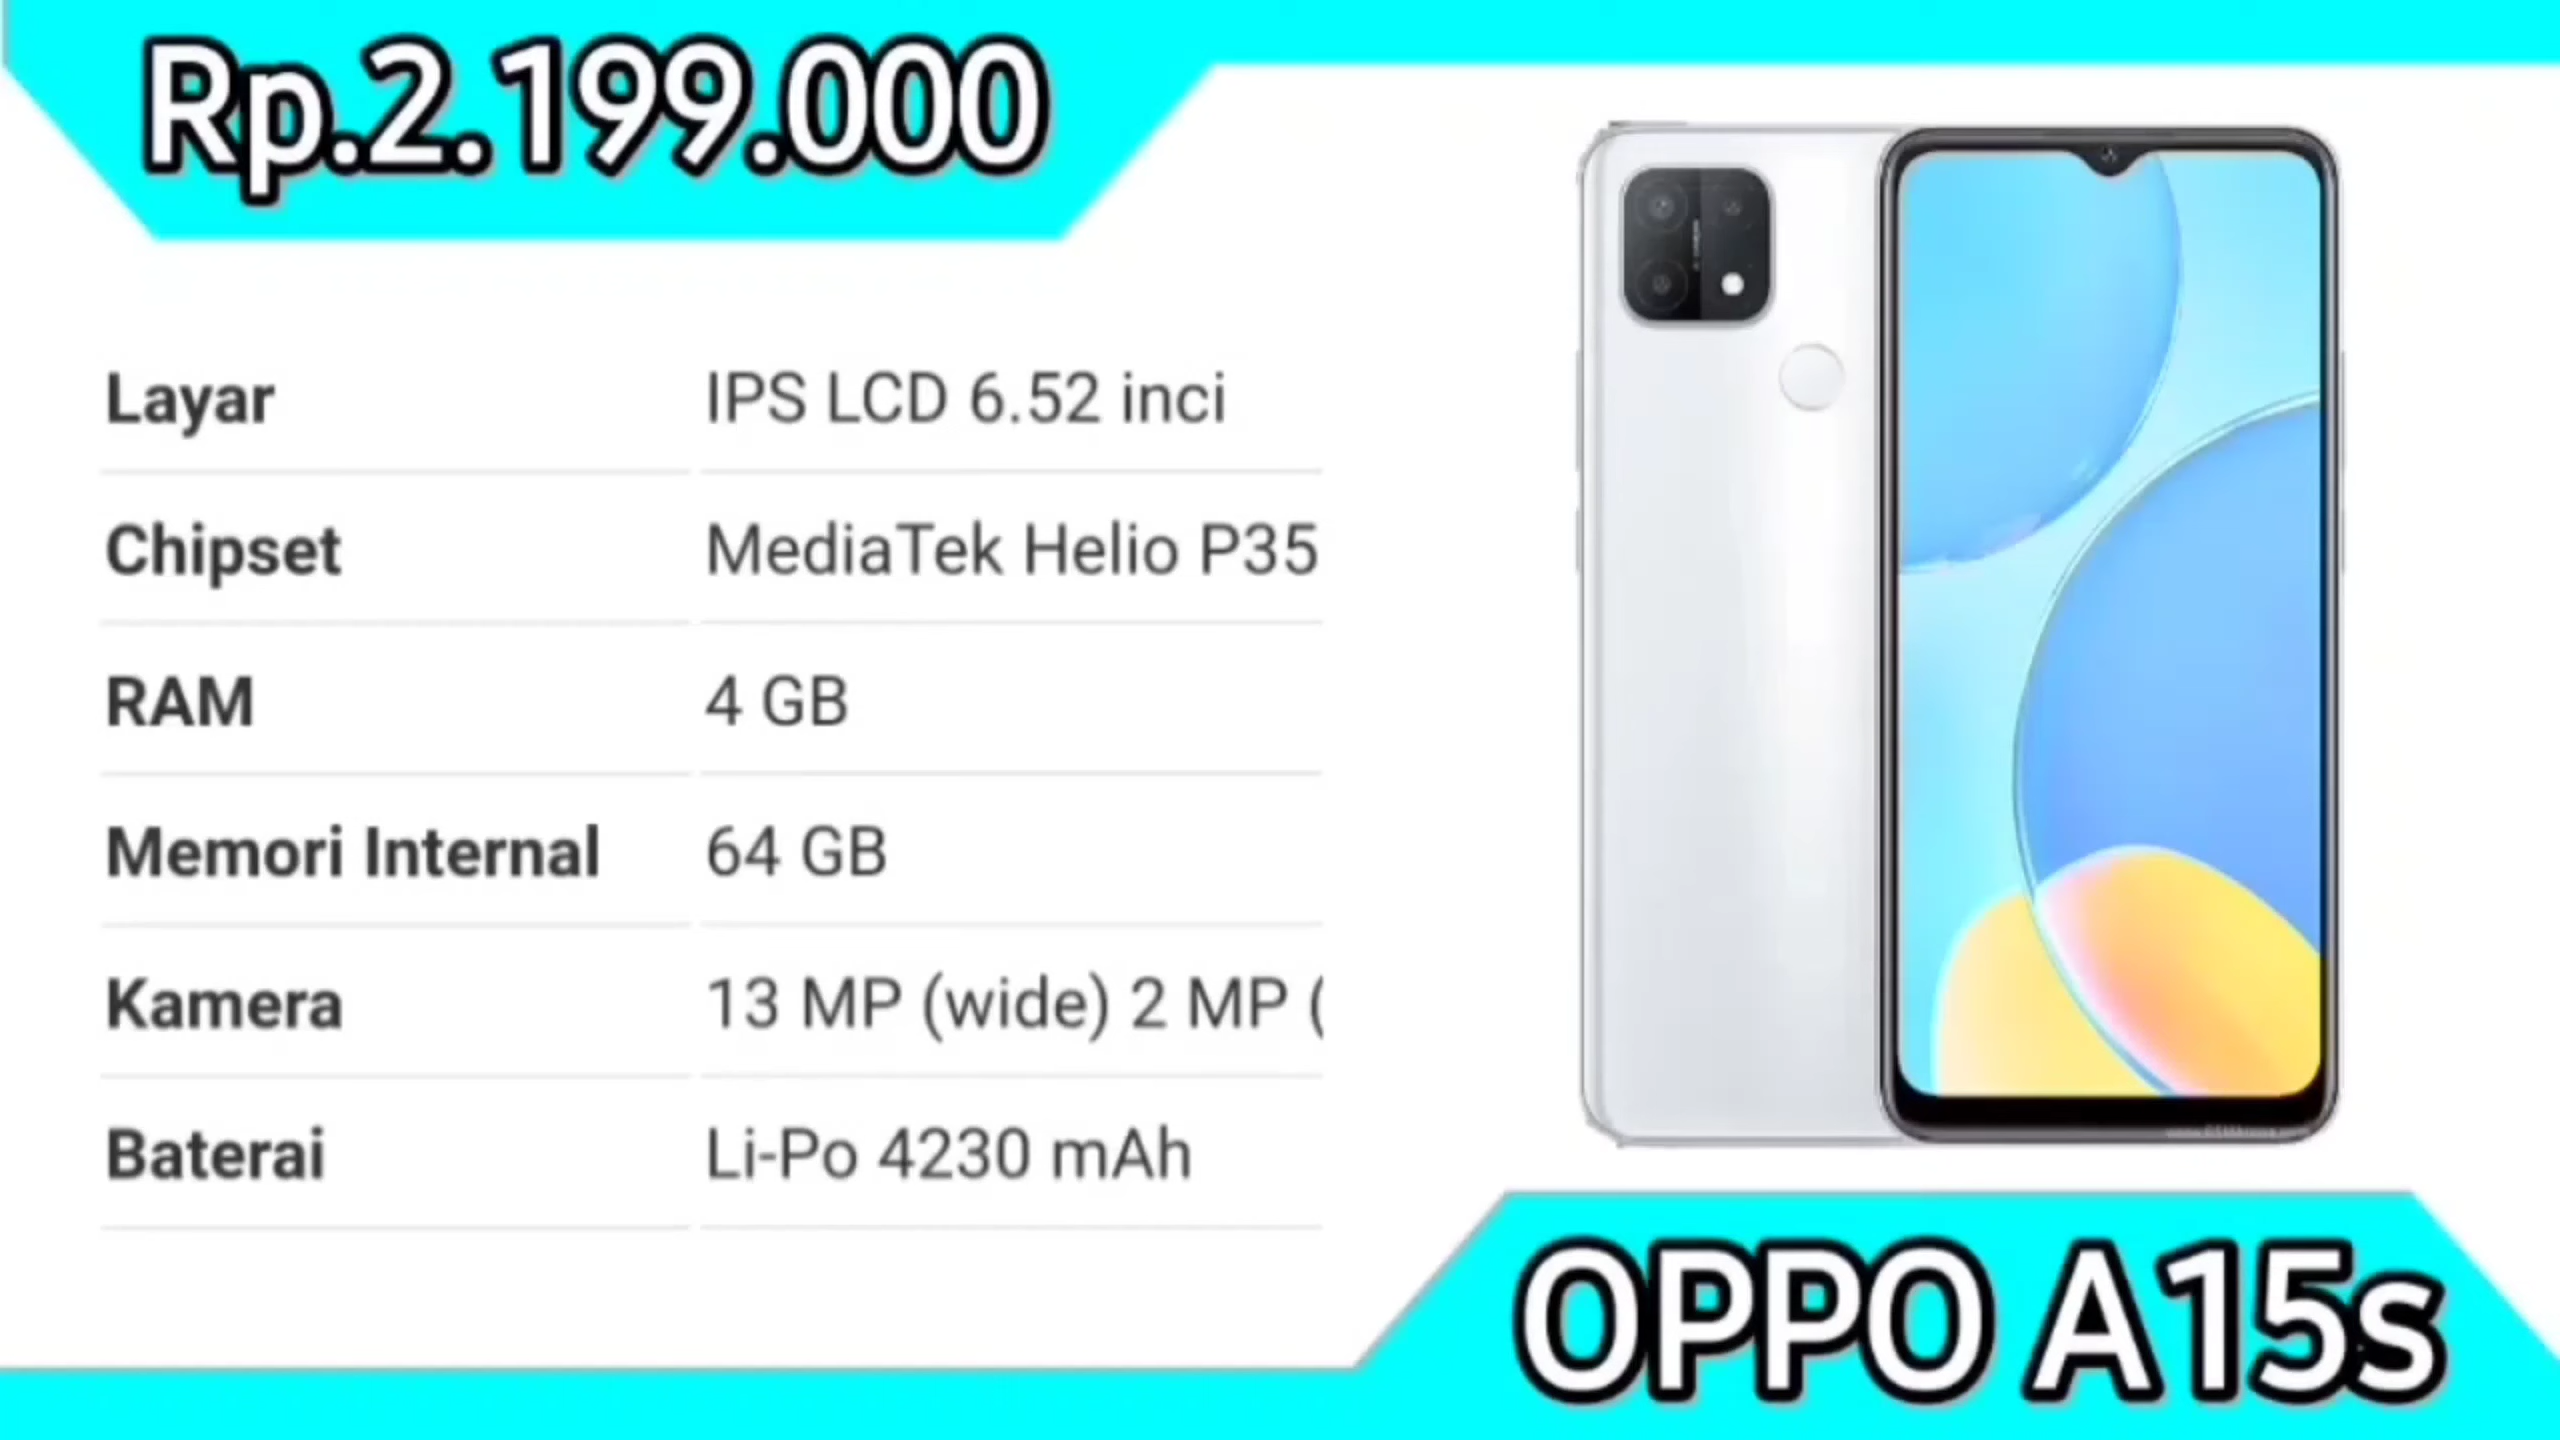 Rp.2.199.000
Layar IPS LCD 6.52 inci
Chipset MediaTek Helio P35
RAM 4 GB
Memori Internal 64 GB
Kamera 13 MP (wide) 2 MP (
Baterai Li-Po 4230 mAh
OPPO A15s